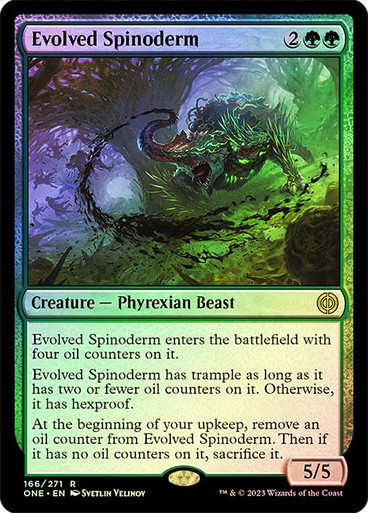 Evolved Spinoderm 2
Creature — Phyrexian Beast
Evolved Spinoderm enters the battlefield with
four oil counters on it.
Evolved Spinoderm has trample as long as it
has two or fewer oil counters on it. Otherwise,
it has hexproof.
At the beginning of your upkeep, remove an
oil counter from Evolved Spinoderm. Then if
it has no oil counters on it, sacrifice it.
5/5
166/271 R
ONE • EN Svetlin Velinov ™ & © 2023 Wizards of the Coast